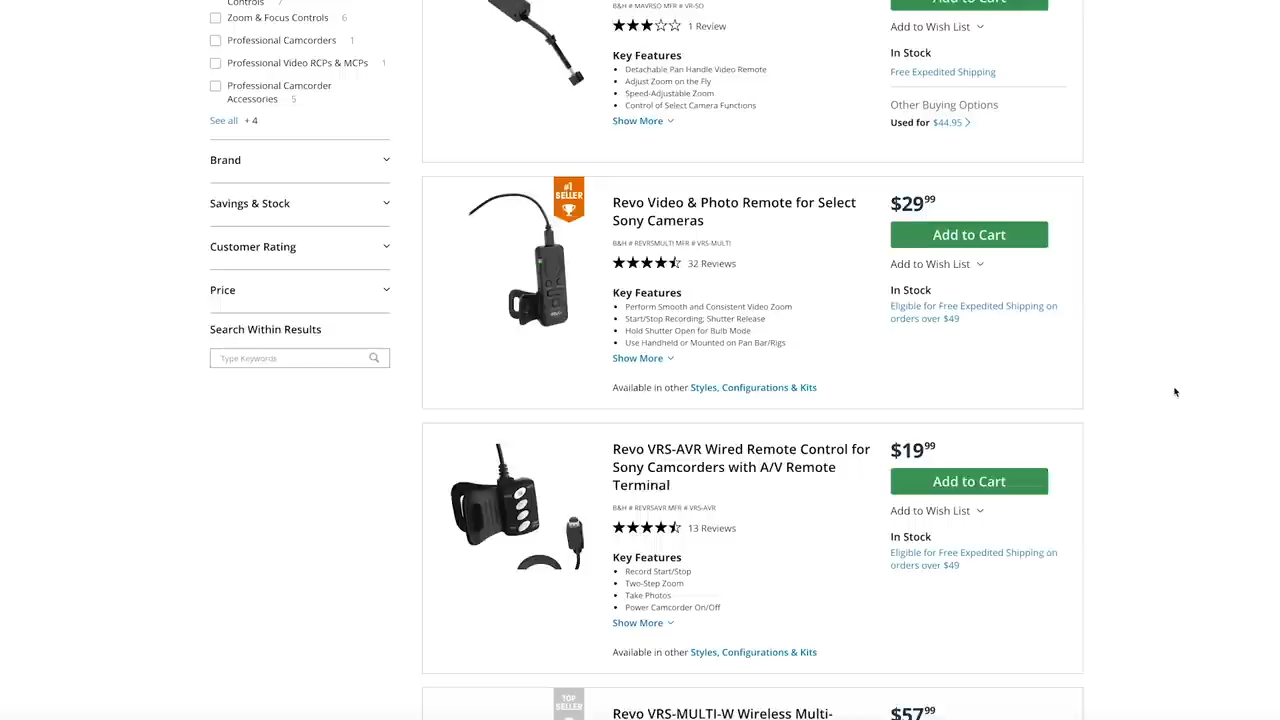 Controls 7
Zoom & Focus Controls 6
Professional Camcorders 1
Professional Video RCPs & MCPs 1
Professional Camcorder
Accessories 5
See all + 4
Brand
Savings & Stock
Customer Rating
Price
Search Within Results
Type Keywords
B&H # MAVRSO MFR # VR-SO
1 Review
Key Features
Detachable Pan Handle Video Remote
Adjust Zoom on the Fly
Speed-Adjustable Zoom
Control of Select Camera Functions
Show More
Add to Cart
Add to Wish List
In Stock
Free Expedited Shipping
Other Buying Options
Used for $44.95
#1
SELLER
Revo Video & Photo Remote for Select
Sony Cameras
B&H # REVRSMULTI MFR # VRS-MULTI
32 Reviews
Key Features
Perform Smooth and Consistent Video Zoom
Start/Stop Recording; Shutter Release
Hold Shutter Open for Bulb Mode
Use Handheld or Mounted on Pan Bar/Rigs
Show More
Available in other Styles, Configurations & Kits
$29.99
Add to Cart
Add to Wish List
In Stock
Eligible for Free Expedited Shipping on
orders over $49
Revo VRS-AVR Wired Remote Control for
Sony Camcorders with A/V Remote
Terminal
B&H # REVRSAVR MFR # VRS-AVR
13 Reviews
Key Features
Record Start/Stop
Two-Step Zoom
Take Photos
Power Camcorder On/Off
Show More
Available in other Styles, Configurations & Kits
$19.99
Add to Cart
Add to Wish List
In Stock
Eligible for Free Expedited Shipping on
orders over $49
TOP
SELLER
Revo VRS-MULTI-W Wireless Multi-
$57.99